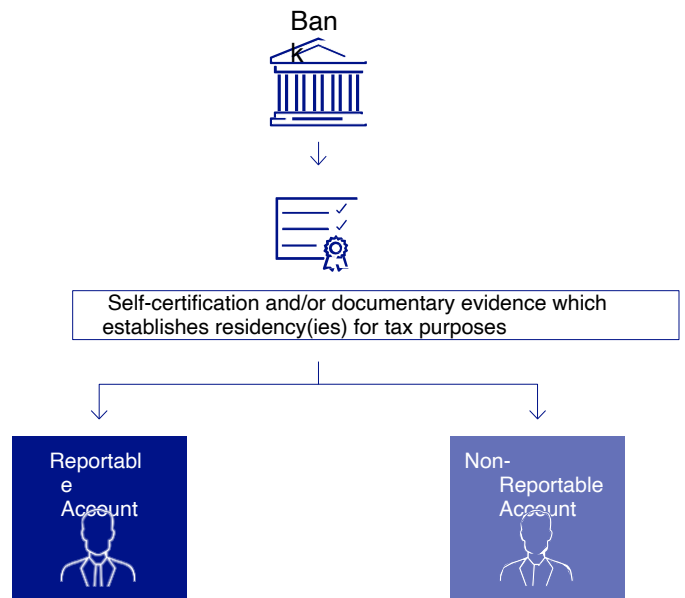 Ban
k
Self-certification and/or documentary evidence which
establishes residency(ies) for tax purposes
Reportabl
e
Account
Non-
Reportable
Account